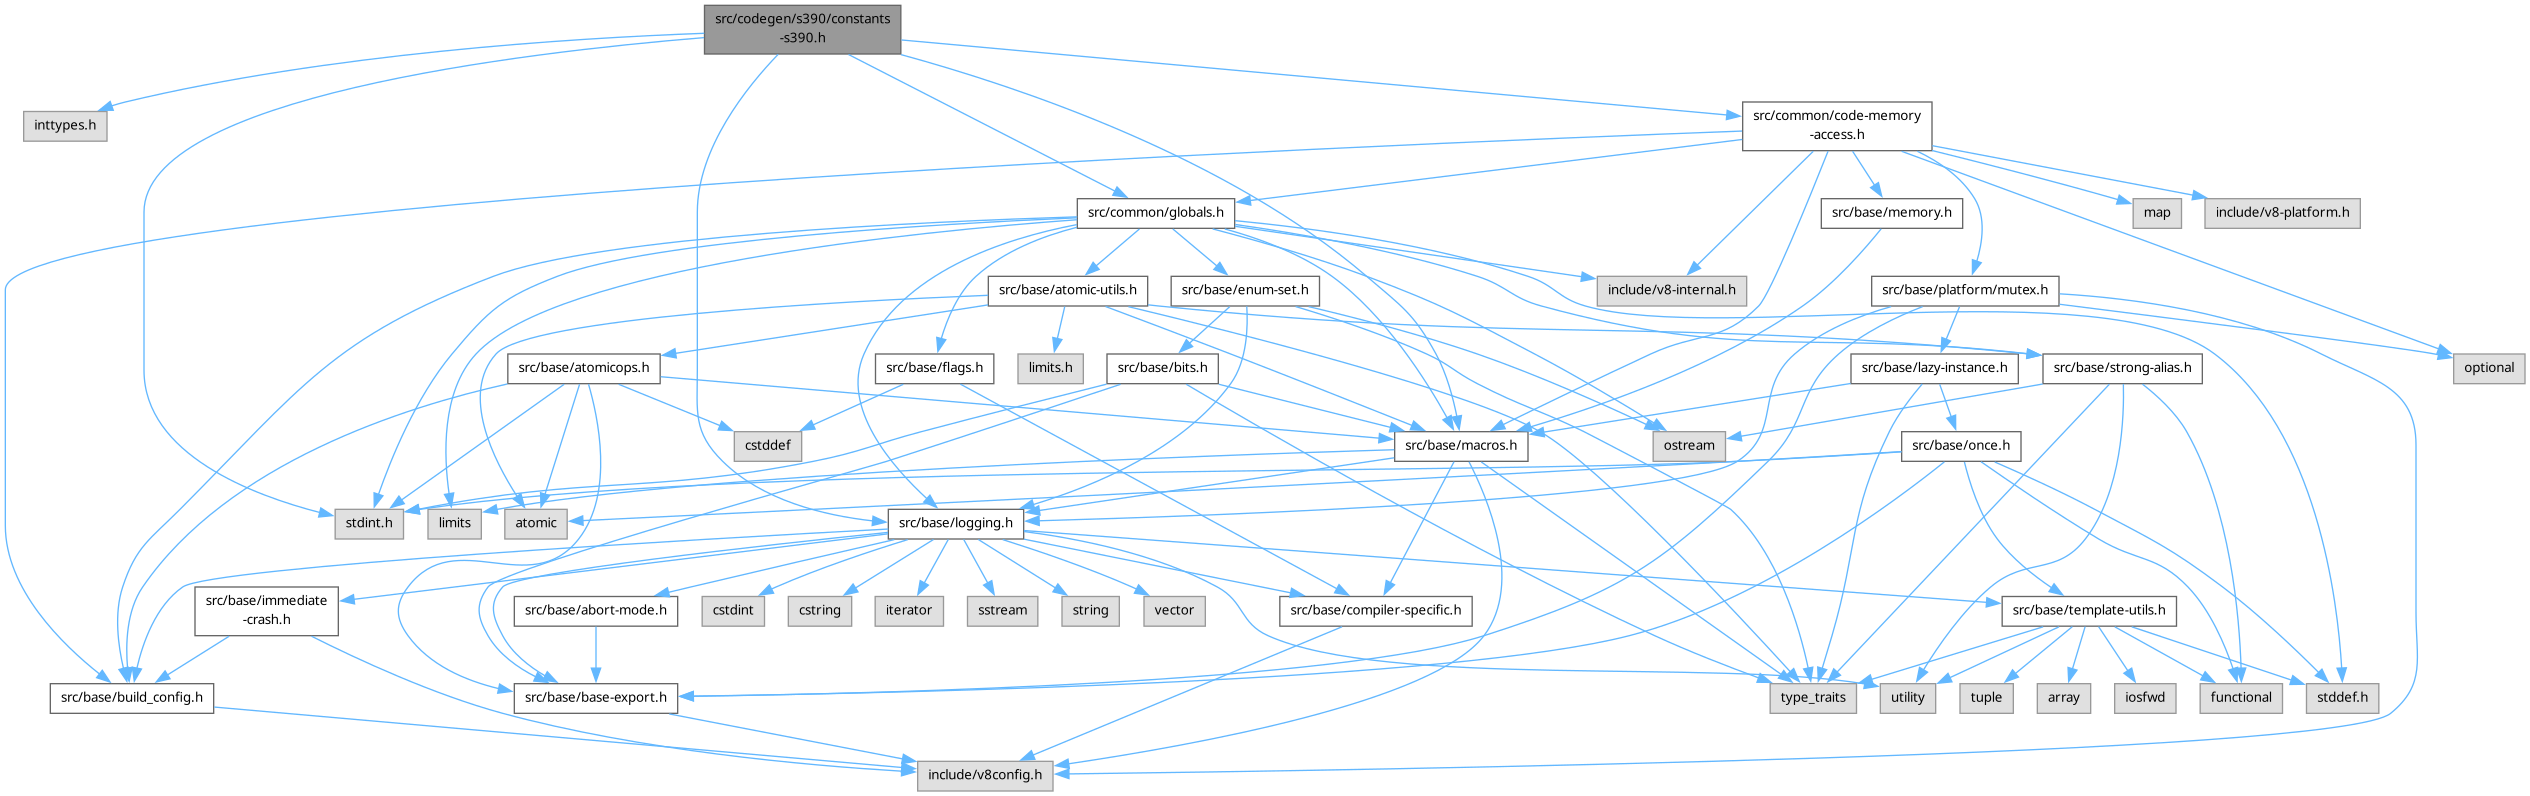 src/codegen/s390/constants
-s390.h
inttypes.h
src/common/code-memory
-access.h
src/common/globals.h
src/base/memory.h
map
include/v8-platform.h
src/base/atomic-utils.h
src/base/enum-set.h
include/v8-internal.h
src/base/platform/mutex.h
src/base/atomicops.h
src/base/flags.h
limits.h
src/base/bits.h
src/base/lazy-instance.h
src/base/strong-alias.h
optional
cstddef
src/base/macros.h
ostream
src/base/once.h
stdint.h
limits
atomic
src/base/logging.h
src/base/immediate
-crash.h
src/base/abort-mode.h
cstdint
cstring
iterator
sstream
string
vector
src/base/compiler-specific.h
src/base/template-utils.h
src/base/build_config.h
src/base/base-export.h
type_traits
utility
tuple
array
iosfwd
functional
stddef.h
include/v8config.h